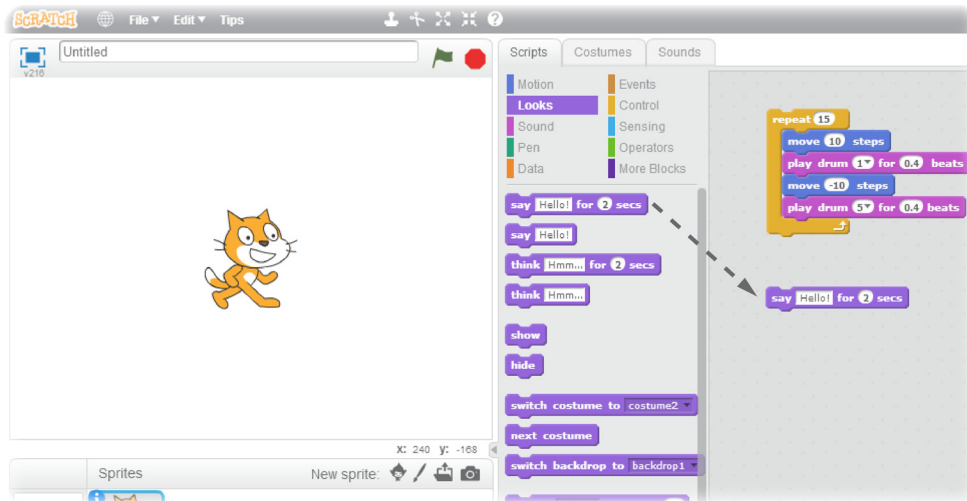 SCRATCH File Edit Tips
v216
Untitled
Scripts Costumes Sounds
Motion Events
Looks Control
Sound Sensing
Pen Operators
Data More Blocks
say Hello! for 2 secs
say Hello!
think Hmm... for 2 secs
think Hmm...
show
hide
switch costume to costume2
next costume
switch backdrop to backdrop1
repeat 15
move 10 steps
play drum 1 for 0.4 beats
move -10 steps
play drum 5 for 0.4 beats
say Hello! for 2 secs
X: 240 Y: -168
Sprites New sprite: